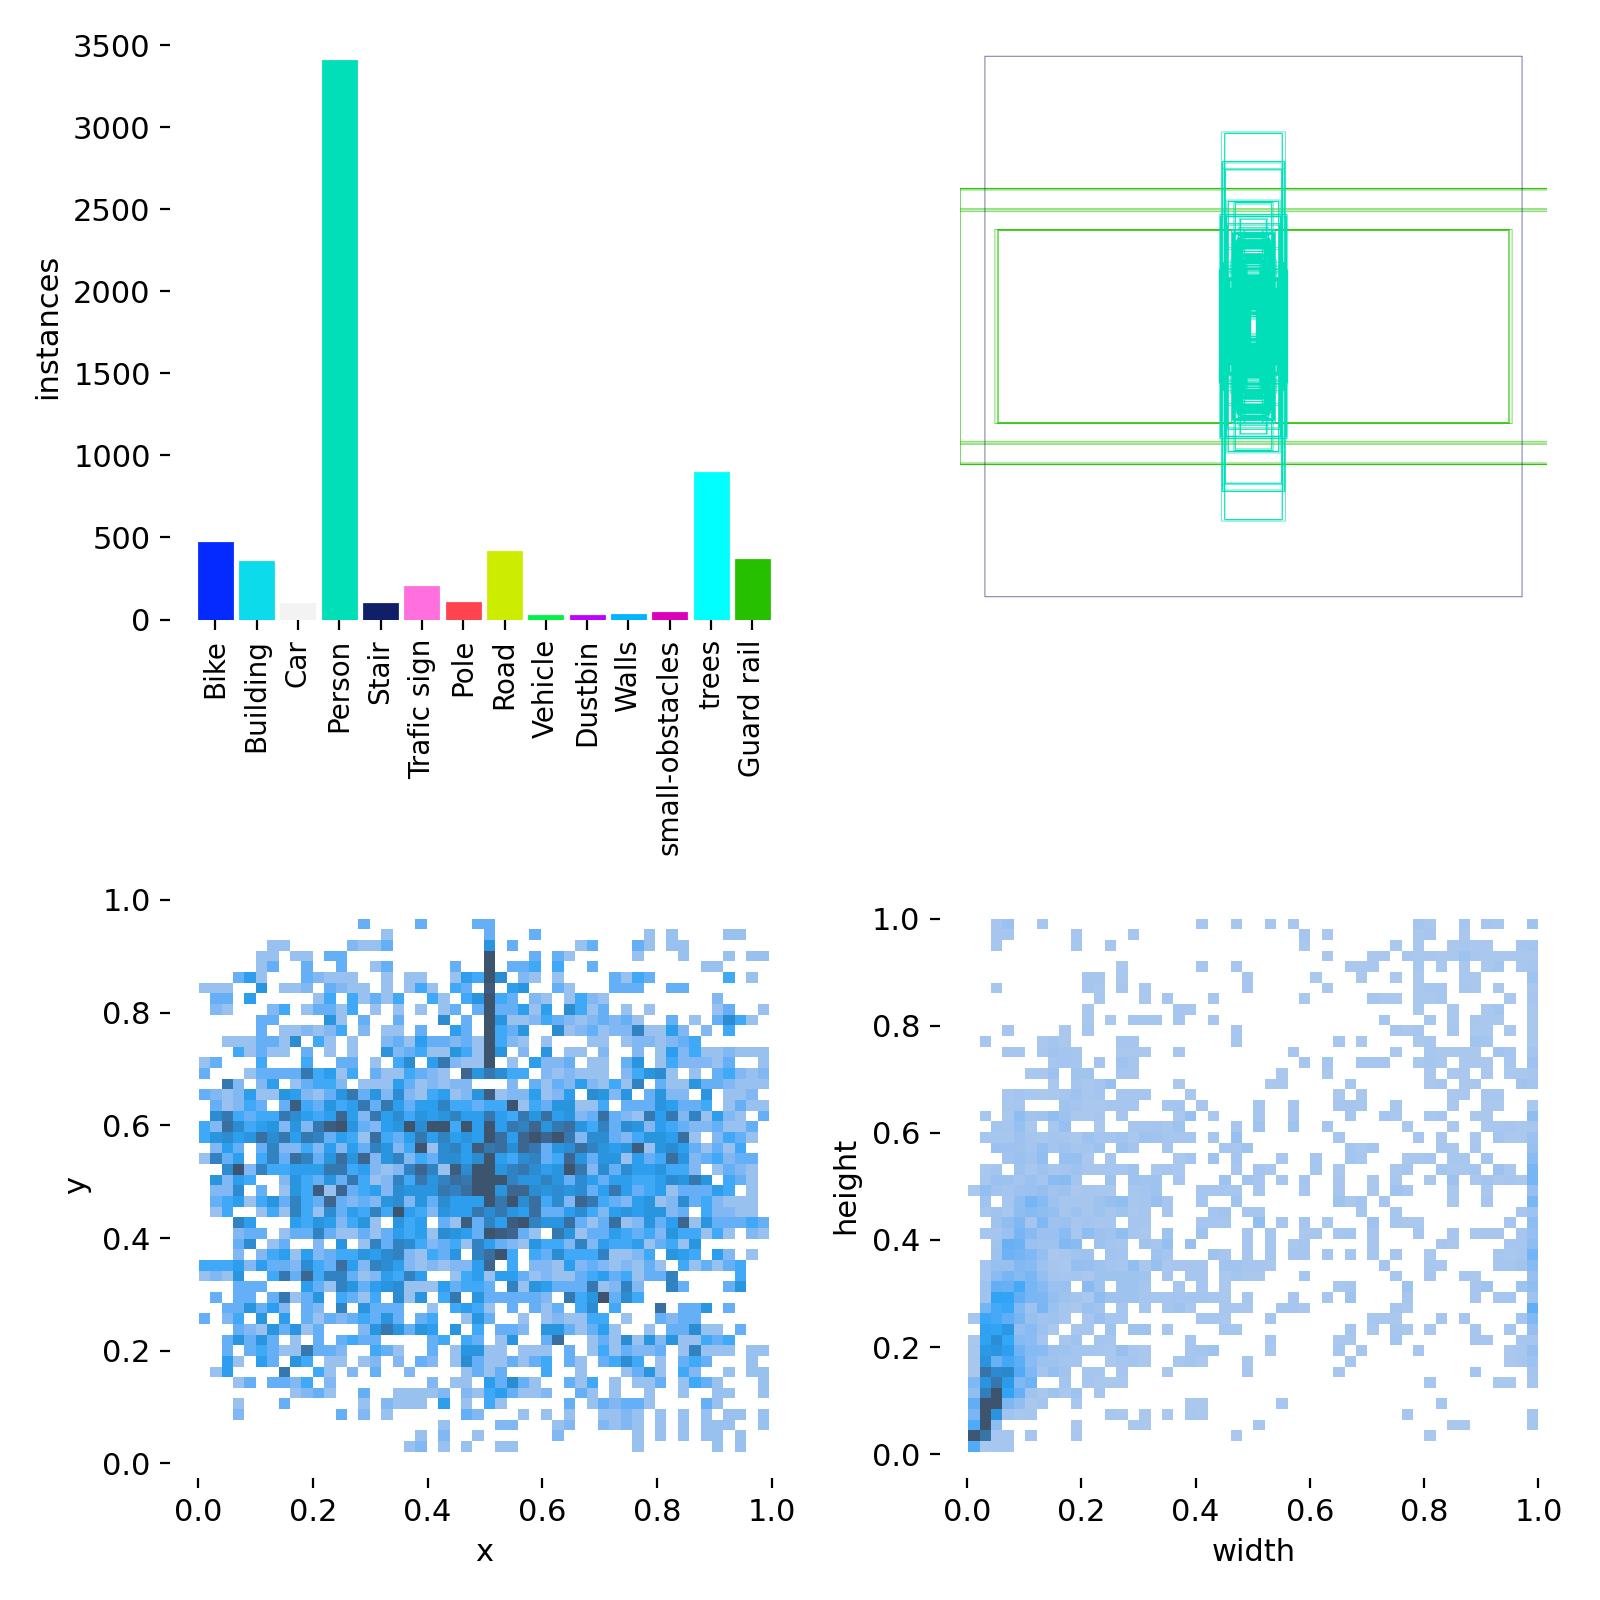 3500
3000
2500
2000
1500
1000
500
0
instances
Bike
Building
Car
Person
Stair
Trafic sign
Pole
Road
Vehicle
Dustbin
Walls
small-obstacles
trees
Guard rail
1.0
0.8
0.6
0.4
0.2
0.0
y
0.0 0.2 0.4 0.6 0.8 1.0
x
1.0
0.8
0.6
0.4
0.2
0.0
height
0.0 0.2 0.4 0.6 0.8 1.0
width